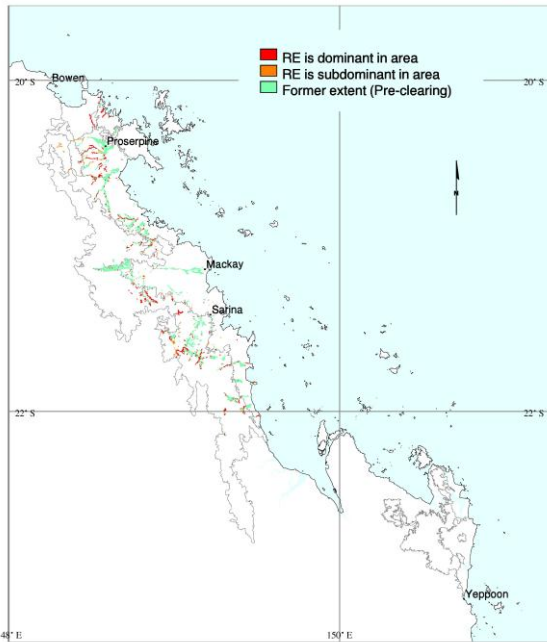 RE is dominant in area
RE is subdominant in area
Former extent (Pre-clearing)
20° S
20° S
Bowen
Proserpine
N
Mackay
Sarina
22° S
22° S
Yeppoon
48° E
150° E